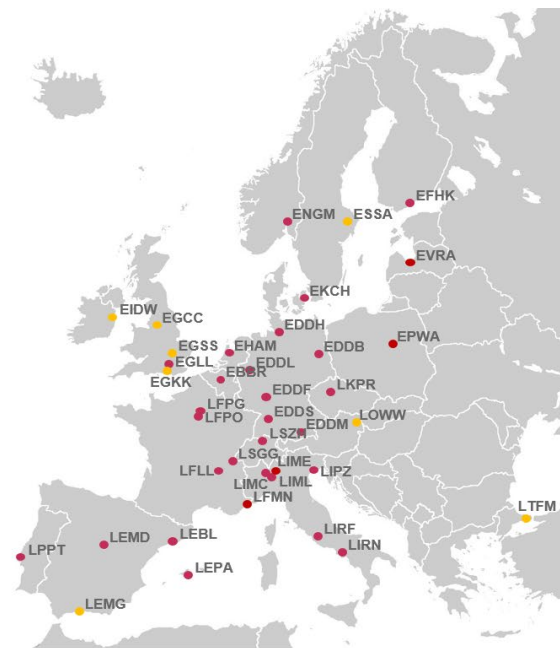 EFHK
ENGM
ESSA
EVRA
EKCH
EIDW
EGCC
EDDH
EPWA
EGSS
EHAM
EDDB
EGLL
EDDL
EGKK
EBBR
EDDF
LKPR
LFPG
LFPO
EDDS
EDDM
LOWW
LSZH
LSGG
LIME
LFLL
LIPZ
LIMC
LIML
LFMN
LTFM
LEBL
LEMD
LIRF
LPPT
LIRN
LEPA
LEMG